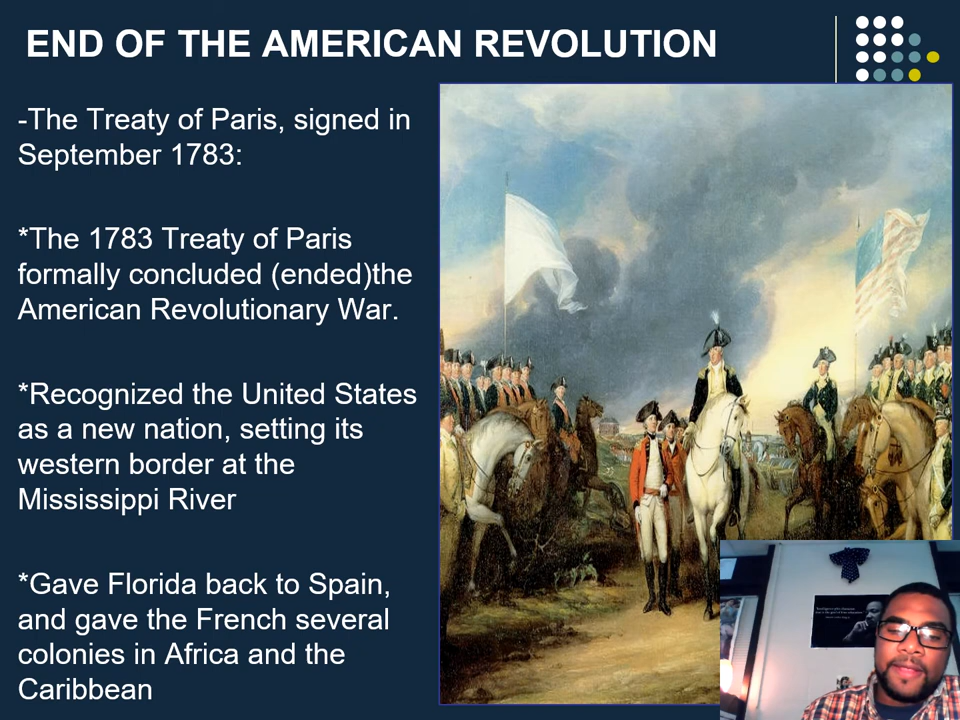 END OF THE AMERICAN REVOLUTION
-The Treaty of Paris, signed in
September 1783:
*The 1783 Treaty of Paris
formally concluded (ended)the
American Revolutionary War.
*Recognized the United States
as a new nation, setting its
western border at the
Mississippi River
*Gave Florida back to Spain,
and gave the French several
colonies in Africa and the
Caribbean